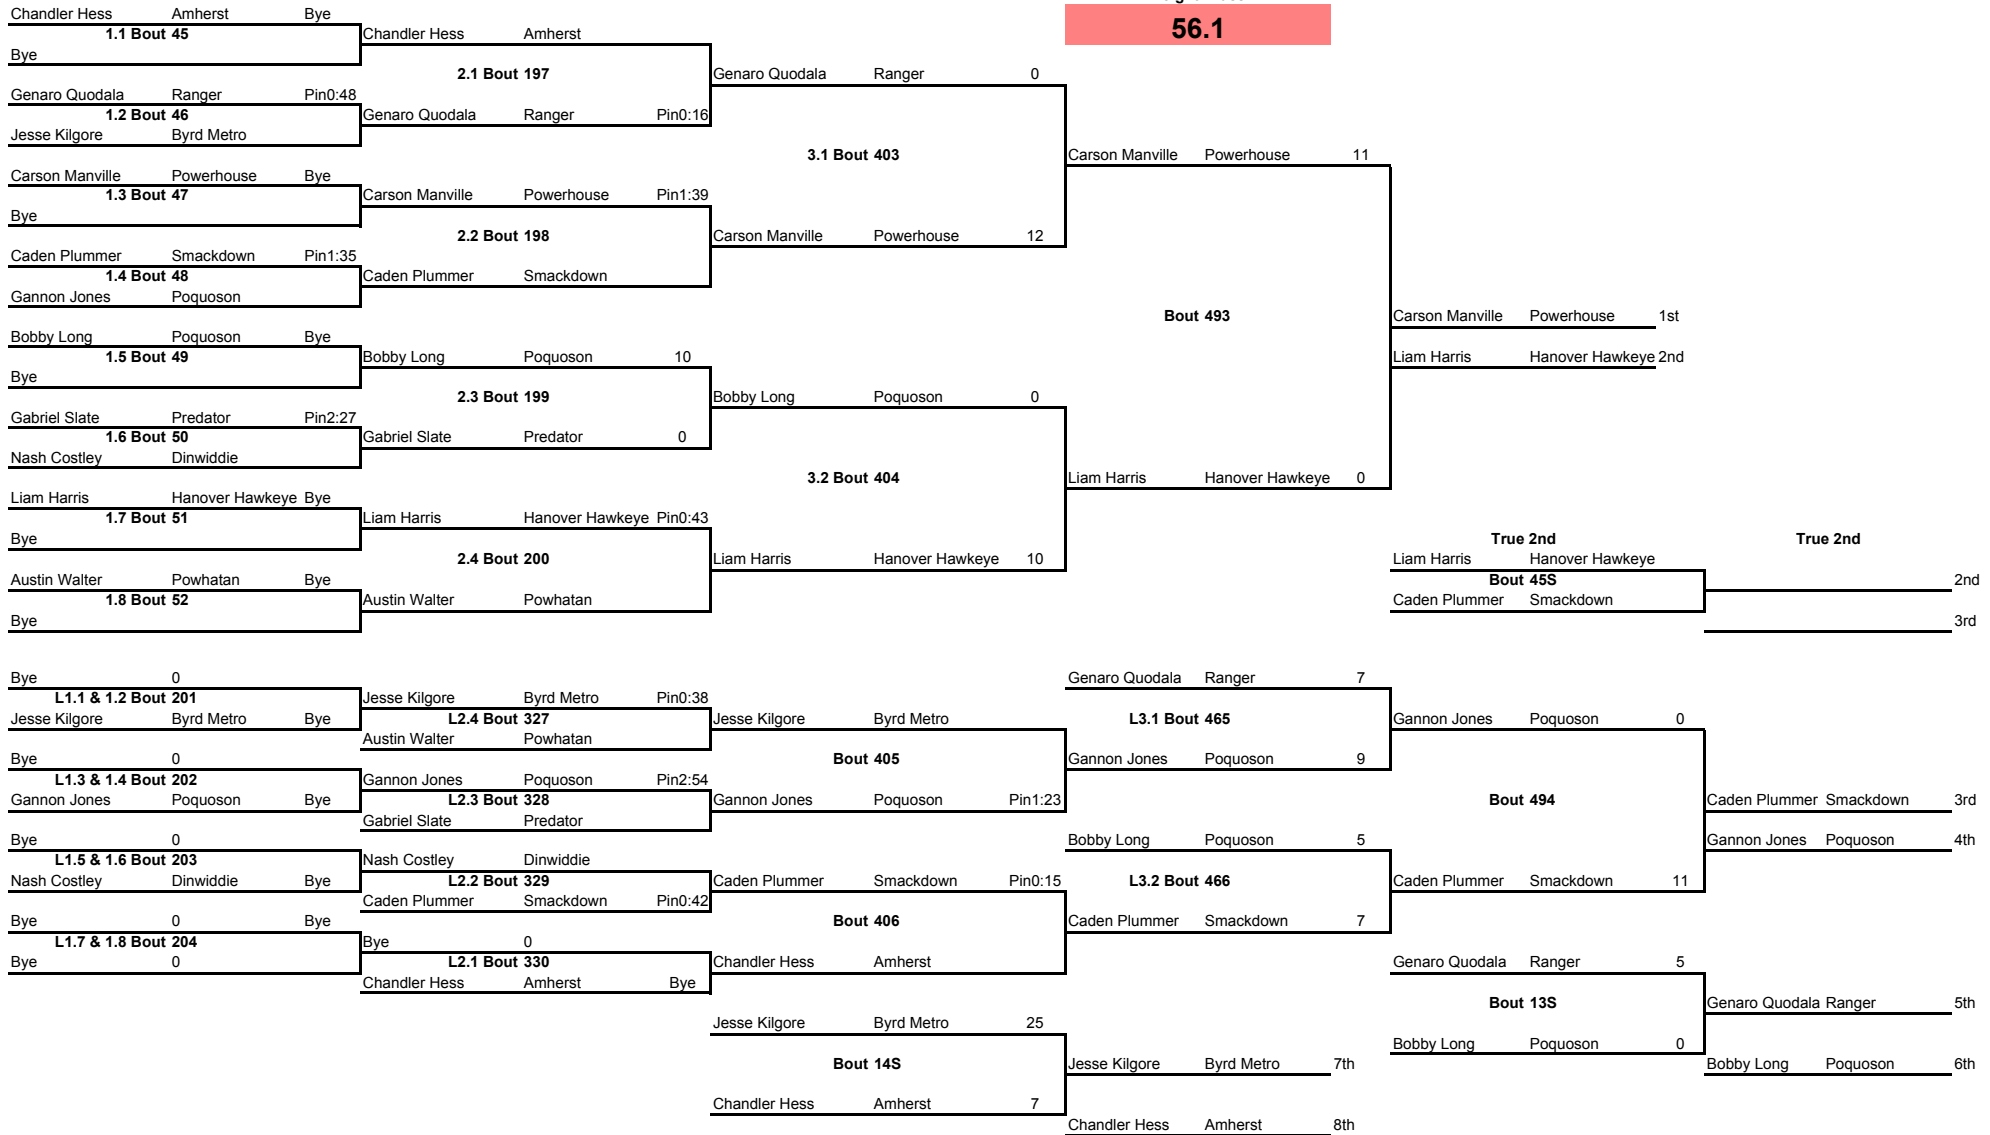 56.1
Chandler Hess Amherst Bye
1.1 Bout 45
Bye
Genaro Quodala Ranger Pin0:48
1.2 Bout 46
Jesse Kilgore Byrd Metro
Carson Manville Powerhouse Bye
1.3 Bout 47
Bye
Caden Plummer Smackdown Pin1:35
1.4 Bout 48
Gannon Jones Poquoson
Bobby Long Poquoson Bye
1.5 Bout 49
Bye
Gabriel Slate Predator Pin2:27
1.6 Bout 50
Nash Costley Dinwiddie
Liam Harris Hanover Hawkeye Bye
1.7 Bout 51
Bye
Austin Walter Powhatan Bye
1.8 Bout 52
Bye
Chandler Hess Amherst
2.1 Bout 197
Genaro Quodala Ranger Pin0:16
Carson Manville Powerhouse Pin1:39
2.2 Bout 198
Caden Plummer Smackdown
Bobby Long Poquoson 10
2.3 Bout 199
Gabriel Slate Predator 0
Liam Harris Hanover Hawkeye Pin0:43
2.4 Bout 200
Austin Walter Powhatan
Genaro Quodala Ranger 0
3.1 Bout 403
Carson Manville Powerhouse 12
Bobby Long Poquoson 0
3.2 Bout 404
Liam Harris Hanover Hawkeye 10
Carson Manville Powerhouse 11
Bout 493
Liam Harris Hanover Hawkeye 0
Carson Manville Powerhouse 1st
Liam Harris Hanover Hawkeye 2nd
True 2nd True 2nd
Liam Harris Hanover Hawkeye
Bout 45S 2nd
Caden Plummer Smackdown
3rd
Bye 0
L1.1 & 1.2 Bout 201
Jesse Kilgore Byrd Metro Bye
Bye 0
L1.3 & 1.4 Bout 202
Gannon Jones Poquoson Bye
Bye 0
L1.5 & 1.6 Bout 203
Nash Costley Dinwiddie Bye
Bye 0 Bye
L1.7 & 1.8 Bout 204
Bye 0
Jesse Kilgore Byrd Metro Pin0:38
L2.4 Bout 327
Austin Walter Powhatan
Gannon Jones Poquoson Pin2:54
L2.3 Bout 328
Gabriel Slate Predator
Nash Costley Dinwiddie
L2.2 Bout 329
Caden Plummer Smackdown Pin0:42
Bye 0
L2.1 Bout 330
Chandler Hess Amherst Bye
Jesse Kilgore Byrd Metro
Bout 405
Gannon Jones Poquoson Pin1:23
Caden Plummer Smackdown Pin0:15
Bout 406
Chandler Hess Amherst
Jesse Kilgore Byrd Metro 25
Bout 14S
Chandler Hess Amherst 7
Genaro Quodala Ranger 7
L3.1 Bout 465
Gannon Jones Poquoson 9
Bobby Long Poquoson 5
L3.2 Bout 466
Caden Plummer Smackdown 7
Jesse Kilgore Byrd Metro 7th
Chandler Hess Amherst 8th
Gannon Jones Poquoson 0
Bout 494
Caden Plummer Smackdown 11
Genaro Quodala Ranger 5
Bout 13S
Bobby Long Poquoson 0
Caden Plummer Smackdown 3rd
Gannon Jones Poquoson 4th
Genaro Quodala Ranger 5th
Bobby Long Poquoson 6th